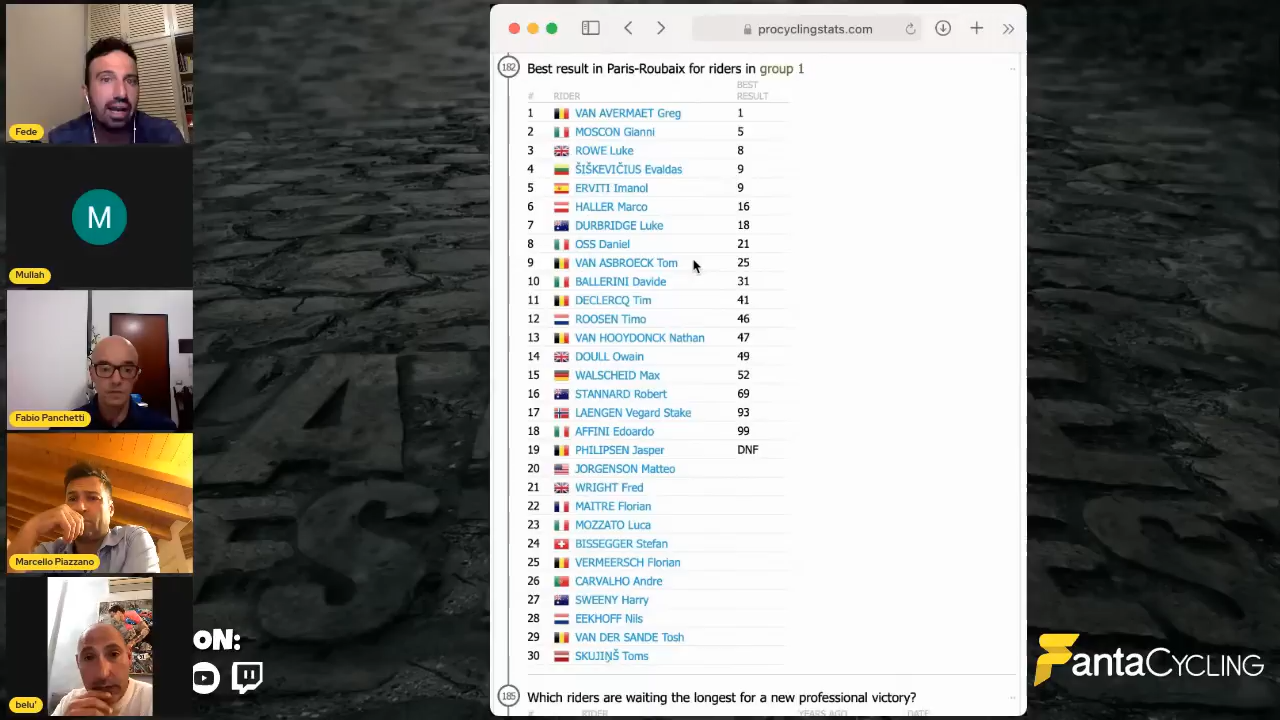 Fede
M
Mullah
Fabio Panchetti
Marcello Piazzano
belu'
ON:
procyclingstats.com
182 Best result in Paris-Roubaix for riders in group 1
# RIDER BEST RESULT
1 VAN AVERMAET Greg 1
2 MOSCON Gianni 5
3 ROWE Luke 8
4 ŠIŠKEVIČIUS Evaldas 9
5 ERVITI Imanol 9
6 HALLER Marco 16
7 DURBRIDGE Luke 18
8 OSS Daniel 21
9 VAN ASBROECK Tom 25
10 BALLERINI Davide 31
11 DECLERCQ Tim 41
12 ROOSEN Timo 46
13 VAN HOOYDONCK Nathan 47
14 DOULL Owain 49
15 WALSCHEID Max 52
16 STANNARD Robert 69
17 LAENGEN Vegard Stake 93
18 AFFINI Edoardo 99
19 PHILIPSEN Jasper DNF
20 JORGENSON Matteo
21 WRIGHT Fred
22 MAITRE Florian
23 MOZZATO Luca
24 BISSEGGER Stefan
25 VERMEERSCH Florian
26 CARVALHO Andre
27 SWEENY Harry
28 EEKHOFF Nils
29 VAN DER SANDE Tosh
30 SKUJIŅŠ Toms
185 Which riders are waiting the longest for a new professional victory?
# RIDER YEARS AGO DATE
FantaCYCLING